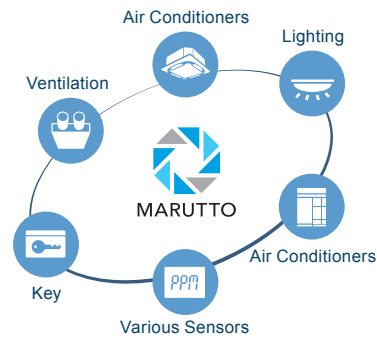 Air Conditioners
Lighting
Ventilation
MARUTTO
Air Conditioners
PPM
Key
Various Sensors